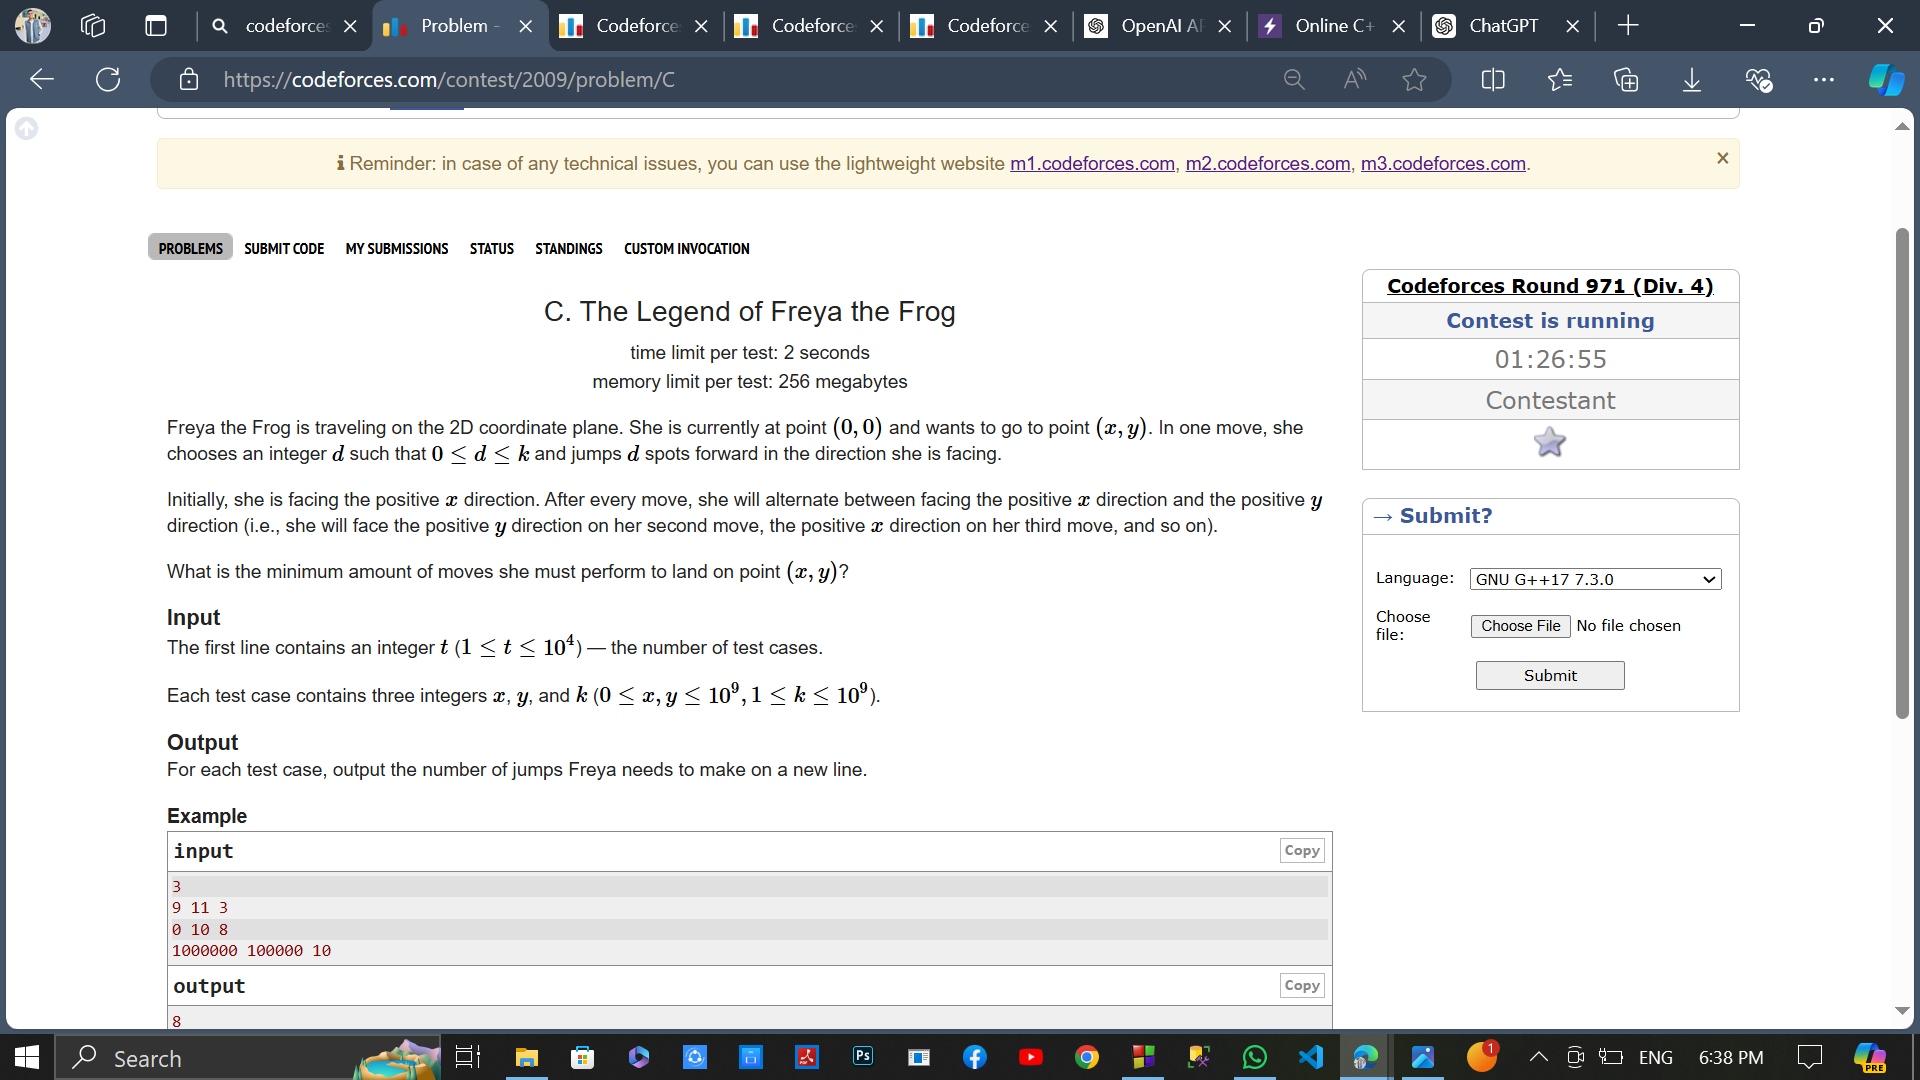 codeforces
Problem -
Codeforces
Codeforces
Codeforce
OpenAI AP
Online C+
ChatGPT
https://codeforces.com/contest/2009/problem/C
Reminder: in case of any technical issues, you can use the lightweight website m1.codeforces.com, m2.codeforces.com, m3.codeforces.com.
×
PROBLEMS SUBMIT CODE MY SUBMISSIONS STATUS STANDINGS CUSTOM INVOCATION
C. The Legend of Freya the Frog
time limit per test: 2 seconds
memory limit per test: 256 megabytes
Freya the Frog is traveling on the 2D coordinate plane. She is currently at point (0, 0) and wants to go to point (x, y). In one move, she
chooses an integer d such that 0 ≤ d ≤ k and jumps d spots forward in the direction she is facing.
Initially, she is facing the positive x direction. After every move, she will alternate between facing the positive x direction and the positive y
direction (i.e., she will face the positive y direction on her second move, the positive x direction on her third move, and so on).
What is the minimum amount of moves she must perform to land on point (x, y)?
Input
The first line contains an integer t (1 ≤ t ≤ 10^4) — the number of test cases.
Each test case contains three integers x, y, and k (0 ≤ x, y ≤ 10^9, 1 ≤ k ≤ 10^9).
Output
For each test case, output the number of jumps Freya needs to make on a new line.
Example
input
Copy
3
9 11 3
0 10 8
1000000 100000 10
output
Copy
8
Codeforces Round 971 (Div. 4)
Contest is running
01:26:55
Contestant
→ Submit?
Language: GNU G++17 7.3.0
Choose
file:
Choose File No file chosen
Submit
Search
Ps
1
ENG
6:38 PM
PRE